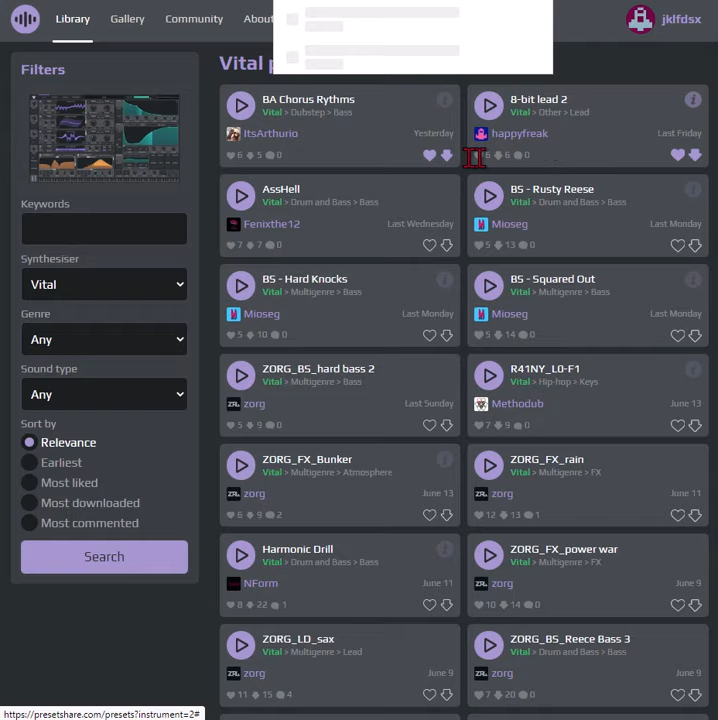 Library Gallery Community About jklfdsx
Filters
Keywords
Synthesiser
Vital
Genre
Any
Sound type
Any
Sort by
Relevance
Earliest
Most liked
Most downloaded
Most commented
Search
Vital
BA Chorus Rhythms
Vital > Dubstep > Bass
ItsArthurio Yesterday
6 5 0
8-bit lead 2
Vital > Other > Lead
happyfreak Last Friday
6 6 0
AssHell
Vital > Drum and Bass > Bass
Fenixthe12 Last Wednesday
7 7 0
BS - Rusty Reese
Vital > Drum and Bass > Bass
Mioseg Last Monday
5 13 0
BS - Hard Knocks
Vital > Multigenre > Bass
Mioseg Last Monday
5 10 0
BS - Squared Out
Vital > Multigenre > Bass
Mioseg Last Monday
5 14 0
ZORG_BS_hard bass 2
Vital > Multigenre > Bass
zorg Last Sunday
5 9 0
R41NY_L0-F1
Vital > Hip-hop > Keys
Methodub June 13
7 9 0
ZORG_FX_Bunker
Vital > Multigenre > Atmosphere
zorg June 13
6 9 2
ZORG_FX_rain
Vital > Multigenre > FX
zorg June 11
12 13 1
Harmonic Drill
Vital > Drum and Bass > Bass
NForm June 11
8 22 1
ZORG_FX_power war
Vital > Multigenre > FX
zorg June 9
10 14 0
ZORG_LD_sax
Vital > Multigenre > Lead
zorg June 9
11 15 4
ZORG_BS_Reece Bass 3
Vital > Drum and Bass > Bass
zorg June 9
7 20 0
https://presetshare.com/presets?instrument=2#